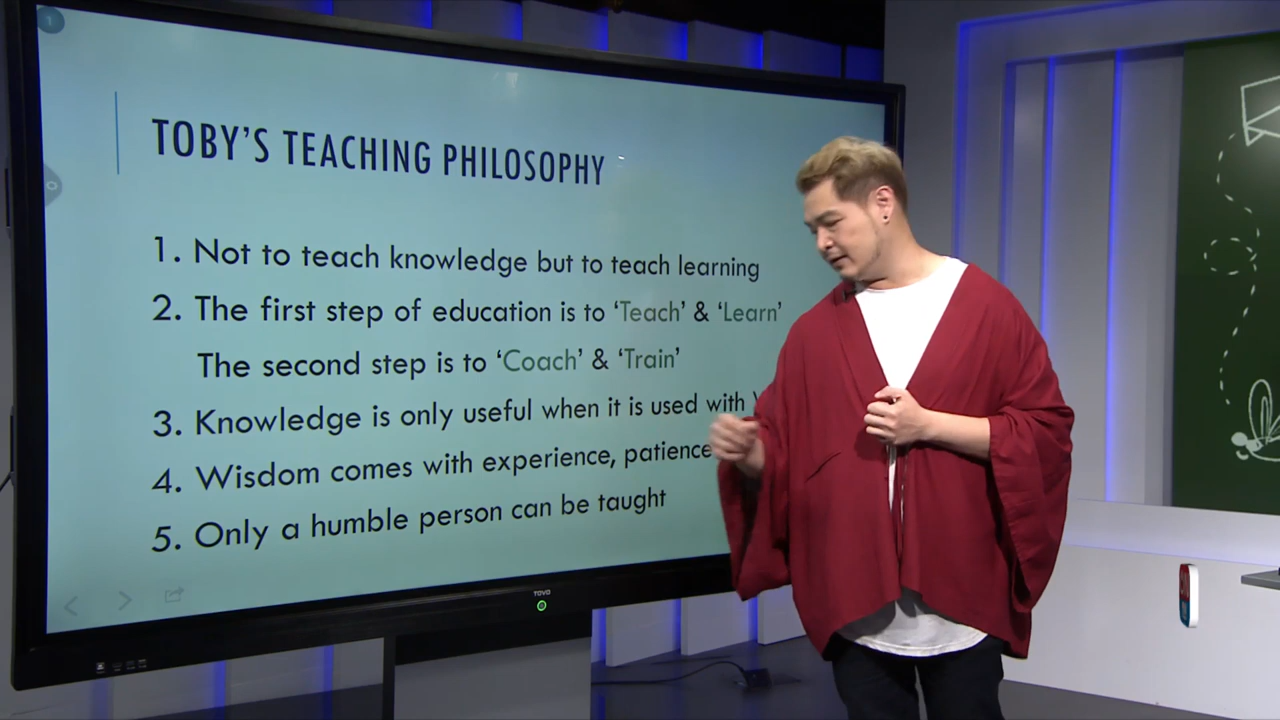 1
TOBY'S TEACHING PHILOSOPHY
1. Not to teach knowledge but to teach learning
2. The first step of education is to ‘Teach’ & ‘Learn’
The second step is to ‘Coach’ & ‘Train’
3. Knowledge is only useful when it is used with
4. Wisdom comes with experience, patience
5. Only a humble person can be taught
TOVO